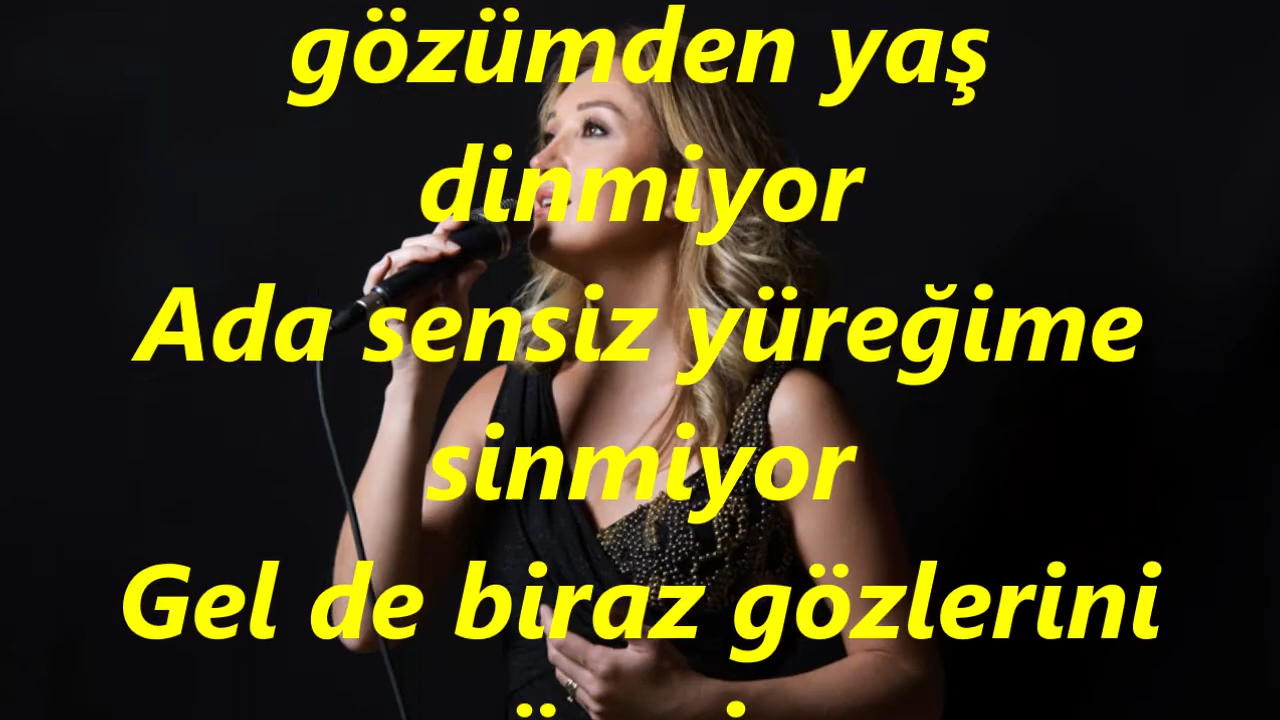 gözümden yaş
dinmiyor
Ada sensiz yüreğime
sinmiyor
Gel de biraz gözlerini